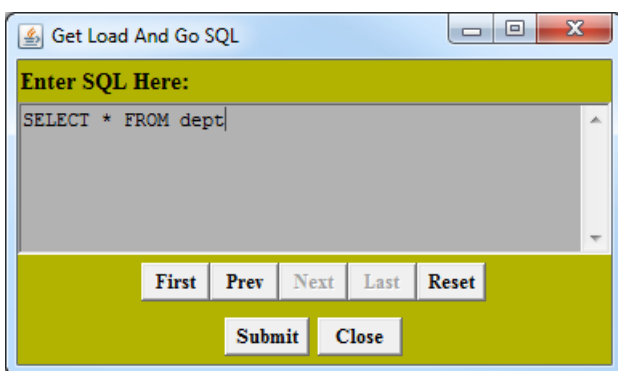 Get Load And Go SQL
Enter SQL Here:
SELECT * FROM dept
First Prev Next Last Reset
Submit Close